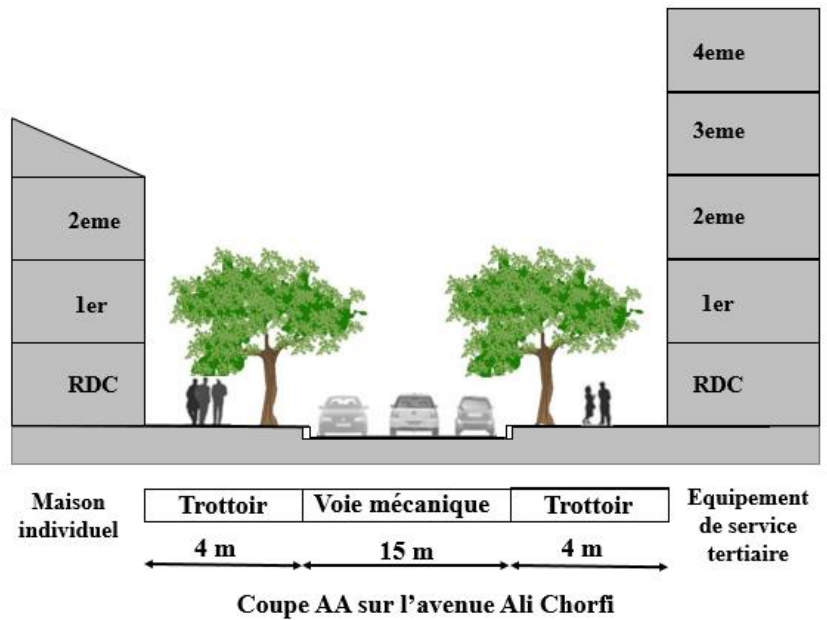 4eme
3eme
2eme
1er
RDC
2eme
1er
RDC
Maison
individuel
Trottoir
Voie mécanique
Trottoir
4 m
15 m
4 m
Equipement
de service
tertiaire
Coupe AA sur l'avenue Ali Chorfi